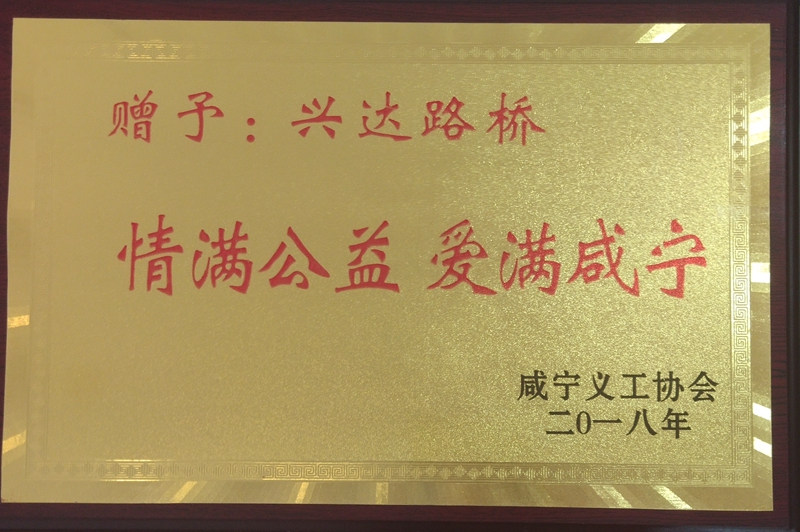 赠予：兴达路桥
情满公益 爱满咸宁
咸宁义工协会
二0一八年